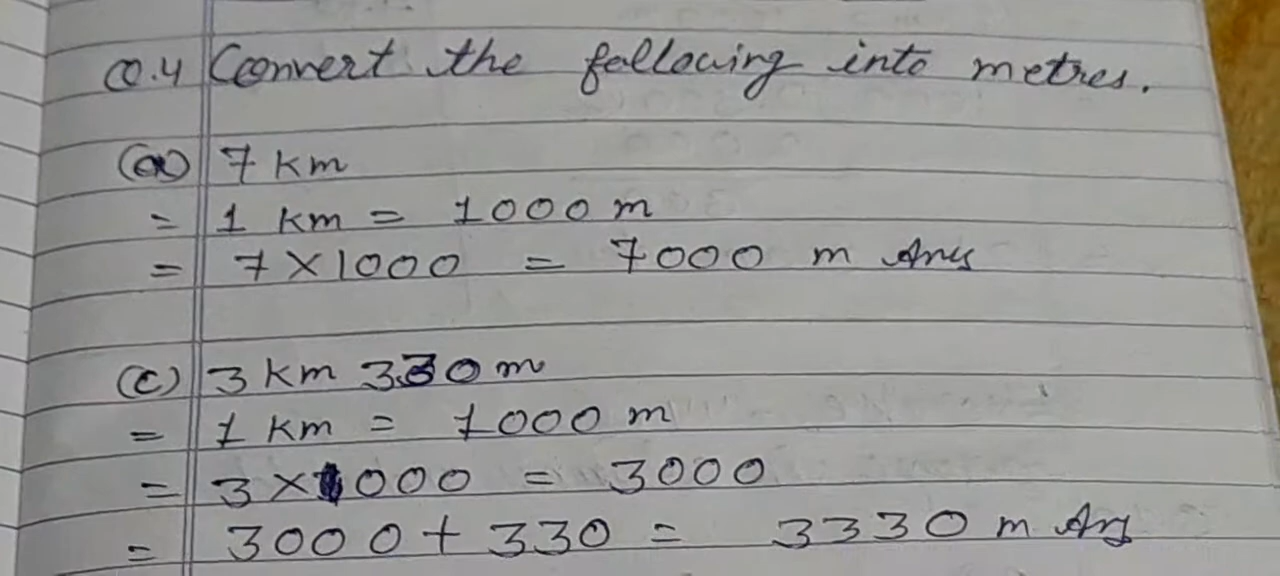 Q.4 Convert the following into metres.
(a) 7 km
= 1 km = 1000 m
= 7 × 1000 = 7000 m Ans
(c) 3 km 330 m
= 1 km = 1000 m
= 3 × 1000 = 3000
= 3000 + 330 = 3330 m Ans